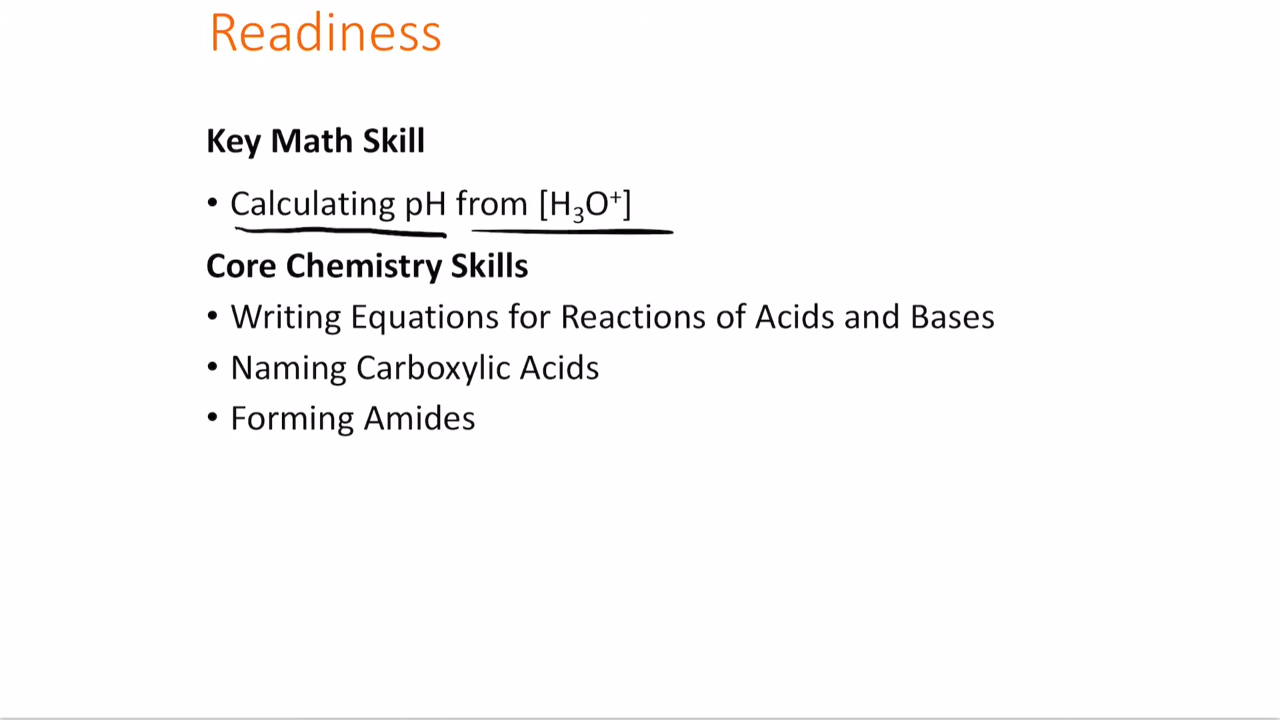 Readiness
Key Math Skill
• Calculating pH from [H₃O⁺]
Core Chemistry Skills
• Writing Equations for Reactions of Acids and Bases
• Naming Carboxylic Acids
• Forming Amides